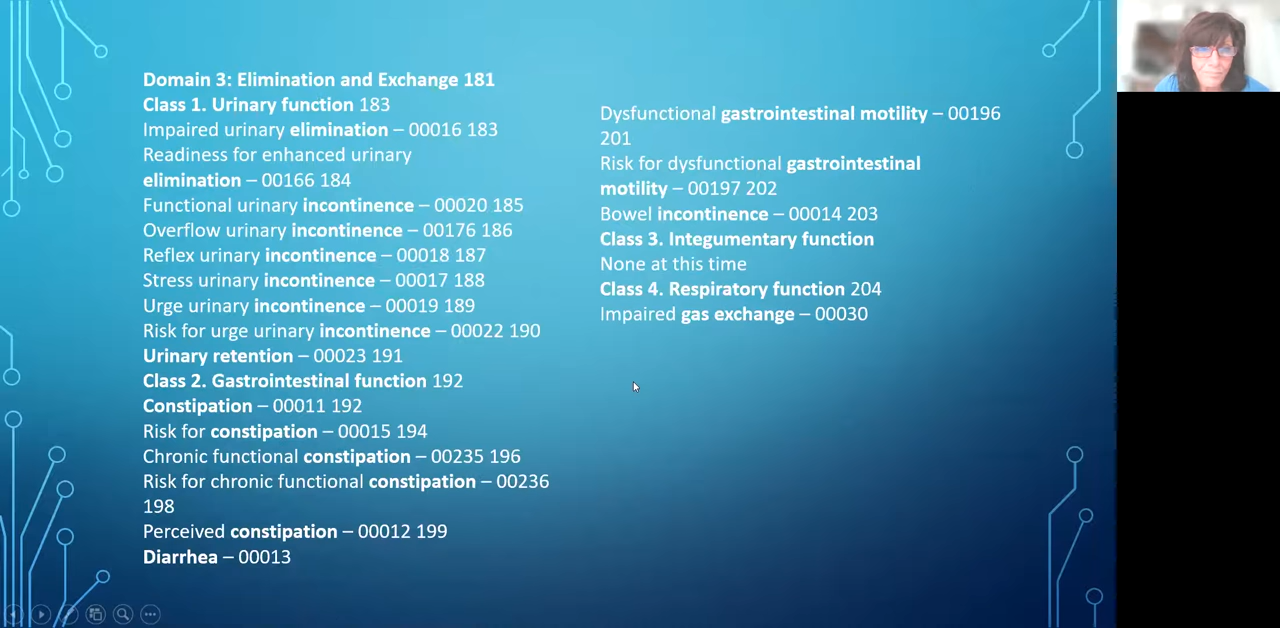 Domain 3: Elimination and Exchange 181
Class 1. Urinary function 183
Impaired urinary elimination – 00016 183
Readiness for enhanced urinary
elimination – 00166 184
Functional urinary incontinence – 00020 185
Overflow urinary incontinence – 00176 186
Reflex urinary incontinence – 00018 187
Stress urinary incontinence – 00017 188
Urge urinary incontinence – 00019 189
Risk for urge urinary incontinence – 00022 190
Urinary retention – 00023 191
Class 2. Gastrointestinal function 192
Constipation – 00011 192
Risk for constipation – 00015 194
Chronic functional constipation – 00235 196
Risk for chronic functional constipation – 00236
198
Perceived constipation – 00012 199
Diarrhea – 00013
Dysfunctional gastrointestinal motility – 00196
201
Risk for dysfunctional gastrointestinal
motility – 00197 202
Bowel incontinence – 00014 203
Class 3. Integumentary function
None at this time
Class 4. Respiratory function 204
Impaired gas exchange – 00030